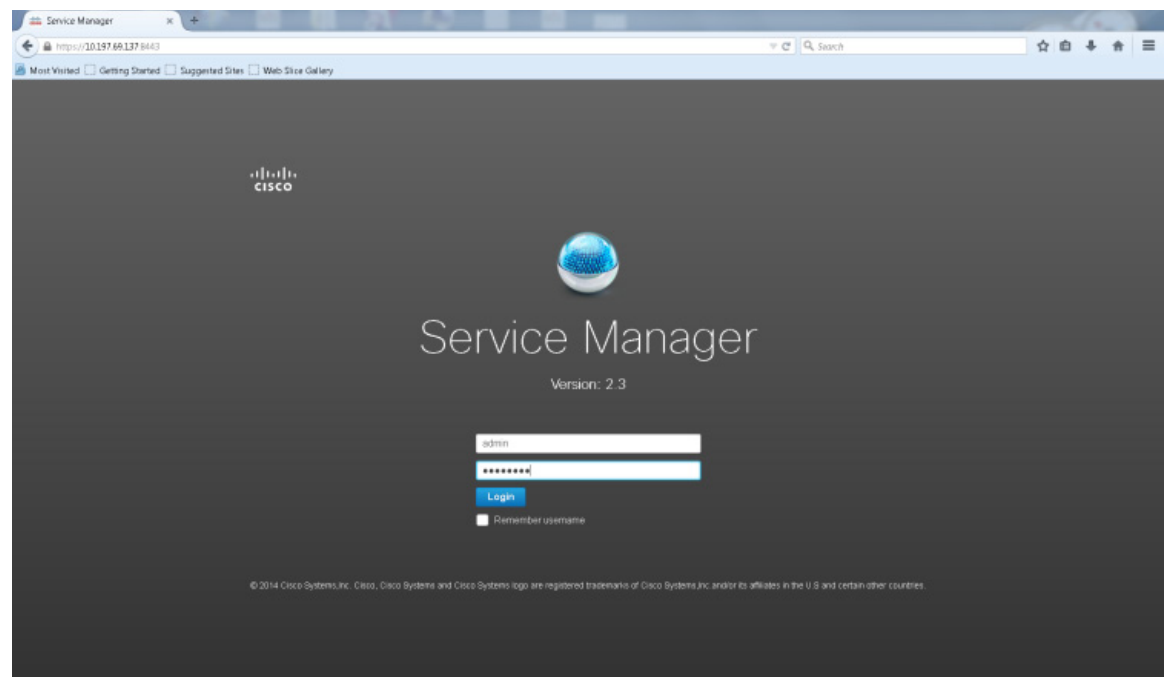 Service Manager
https://10.197.69.137:8443
Search
Most Visited Getting Started Suggested Sites Web Slice Gallery
CISCO
Service Manager
Version: 2.3
admin
••••••••
Login
Remember username
© 2014 Cisco Systems,Inc. Cisco, Cisco Systems and Cisco Systems logo are registered trademarks of Cisco Systems,Inc and/or its affiliates in the U.S and certain other countries.